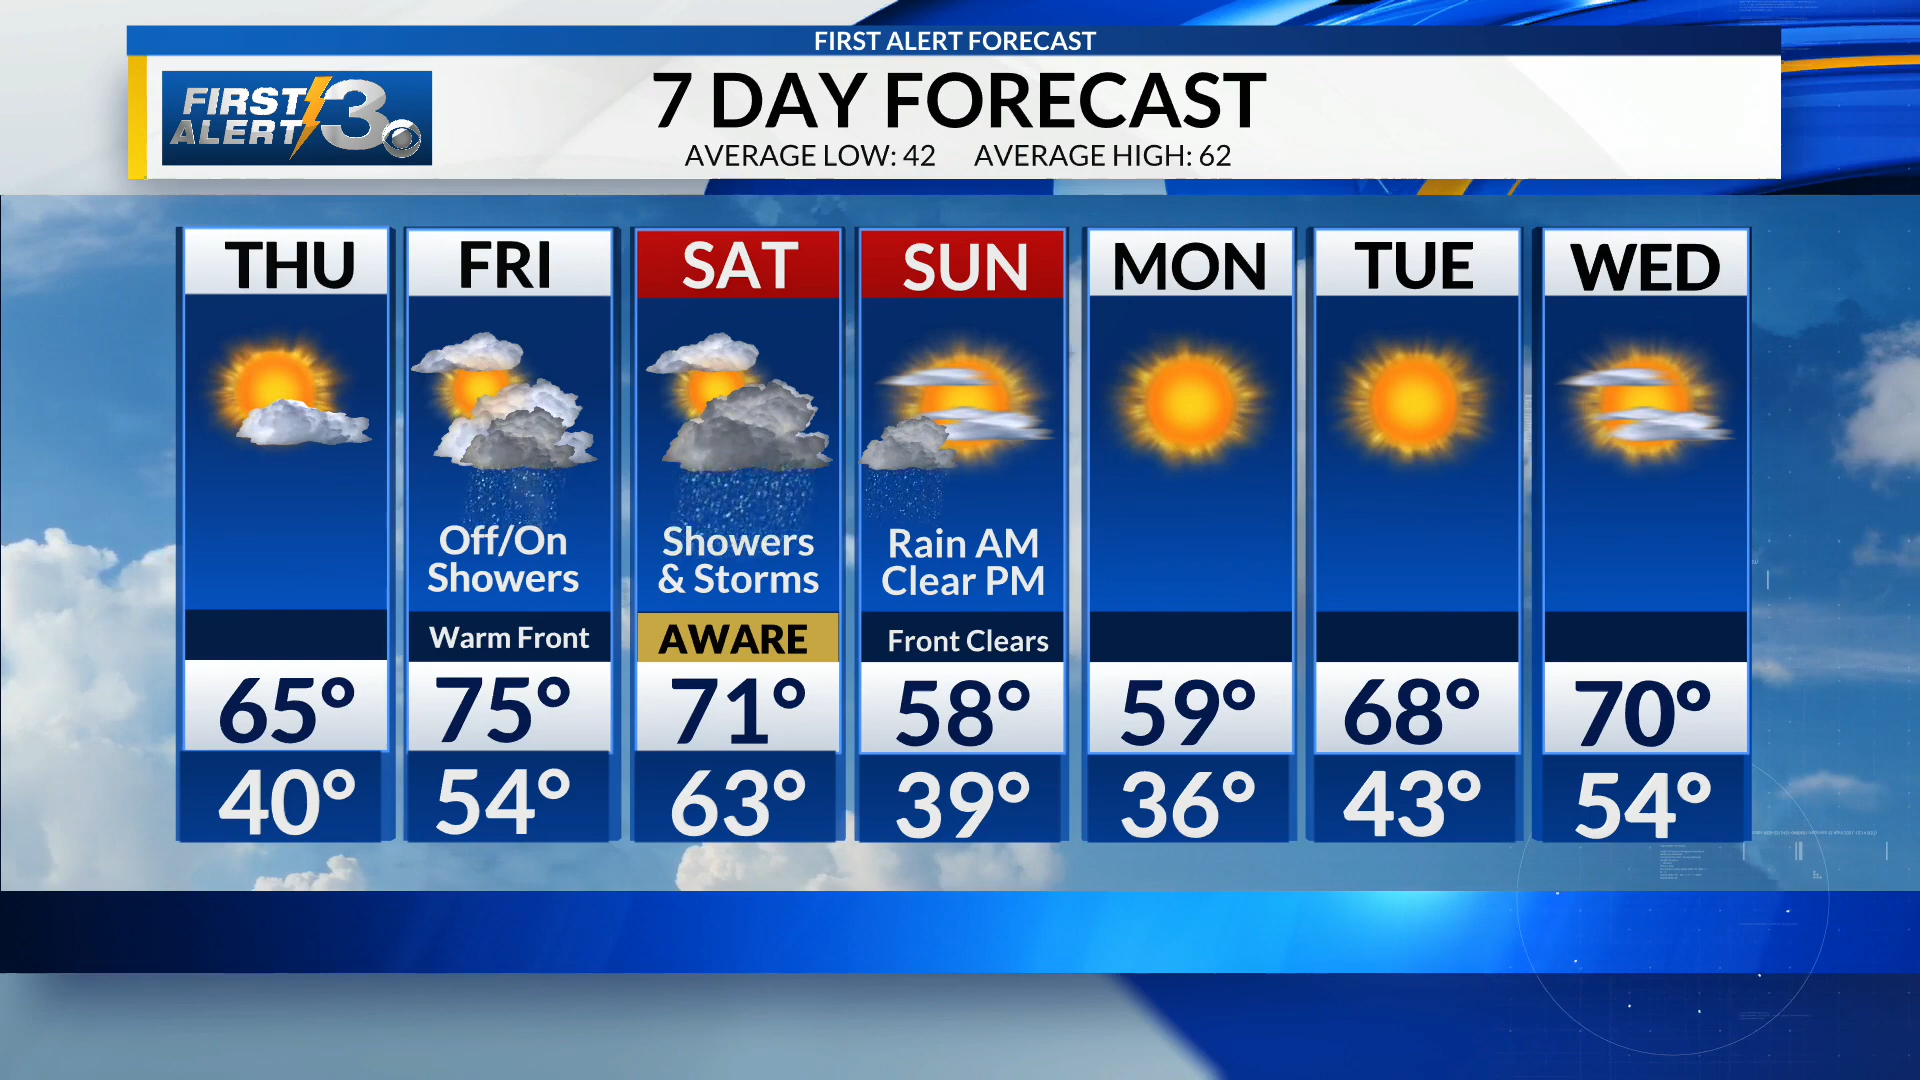 FIRST ALERT FORECAST
FIRST
ALERT
3
7 DAY FORECAST
AVERAGE LOW: 42 AVERAGE HIGH: 62
THU
65°
40°
FRI
Off/On
Showers
Warm Front
75°
54°
SAT
Showers
& Storms
AWARE
71°
63°
SUN
Rain AM
Clear PM
Front Clears
58°
39°
MON
59°
36°
TUE
68°
43°
WED
70°
54°